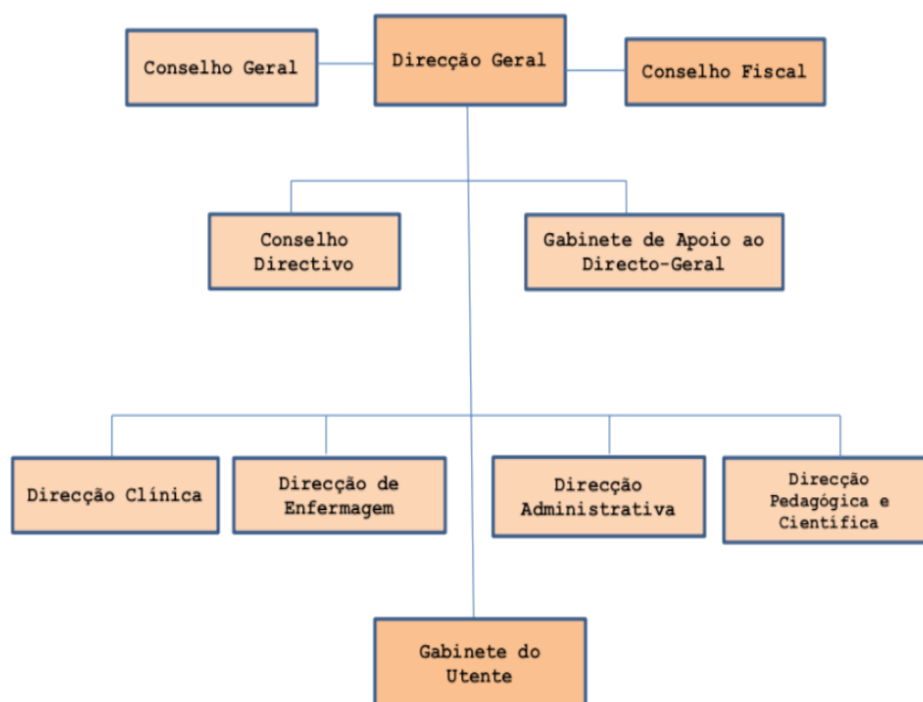 Conselho Geral
Direcção Geral
Conselho Fiscal
Conselho
Directivo
Gabinete de Apoio ao
Directo-Geral
Direcção Clínica
Direcção de
Enfermagem
Direcção
Administrativa
Direcção
Pedagógica e
Científica
Gabinete do
Utente